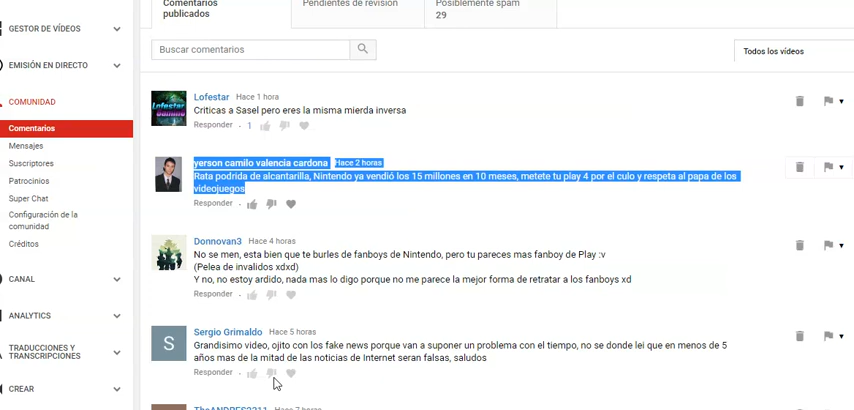 Comentarios
publicados
Pendientes de revisión
Posiblemente spam
29
GESTOR DE VÍDEOS
EMISIÓN EN DIRECTO
COMUNIDAD
Comentarios
Mensajes
Suscriptores
Patrocinios
Super Chat
Configuración de la
comunidad
Créditos
CANAL
ANALYTICS
TRADUCCIONES Y
TRANSCRIPCIONES
CREAR
Buscar comentarios
Todos los vídeos
Lofestar Gaming
Lofestar Hace 1 hora
Criticas a Sasel pero eres la misma mierda inversa
Responder 1
yerson camilo valencia cardona Hace 2 horas
Rata podrida de alcantarilla, Nintendo ya vendió los 15 millones en 10 meses, metete tu play 4 por el culo y respeta al papa de los
videojuegos
Responder
Donnovan3 Hace 4 horas
No se men, esta bien que te burles de fanboys de Nintendo, pero tu pareces mas fanboy de Play :v
(Pelea de invalidos xdxd)
Y no, no estoy ardido, nada mas lo digo porque no me parece la mejor forma de retratar a los fanboys xd
Responder
S
Sergio Grimaldo Hace 5 horas
Grandisimo video, ojito con los fake news porque van a suponer un problema con el tiempo, no se donde lei que en menos de 5
años mas de la mitad de las noticias de Internet seran falsas, saludos
Responder
TheANDRES2211 Hace 7 horas